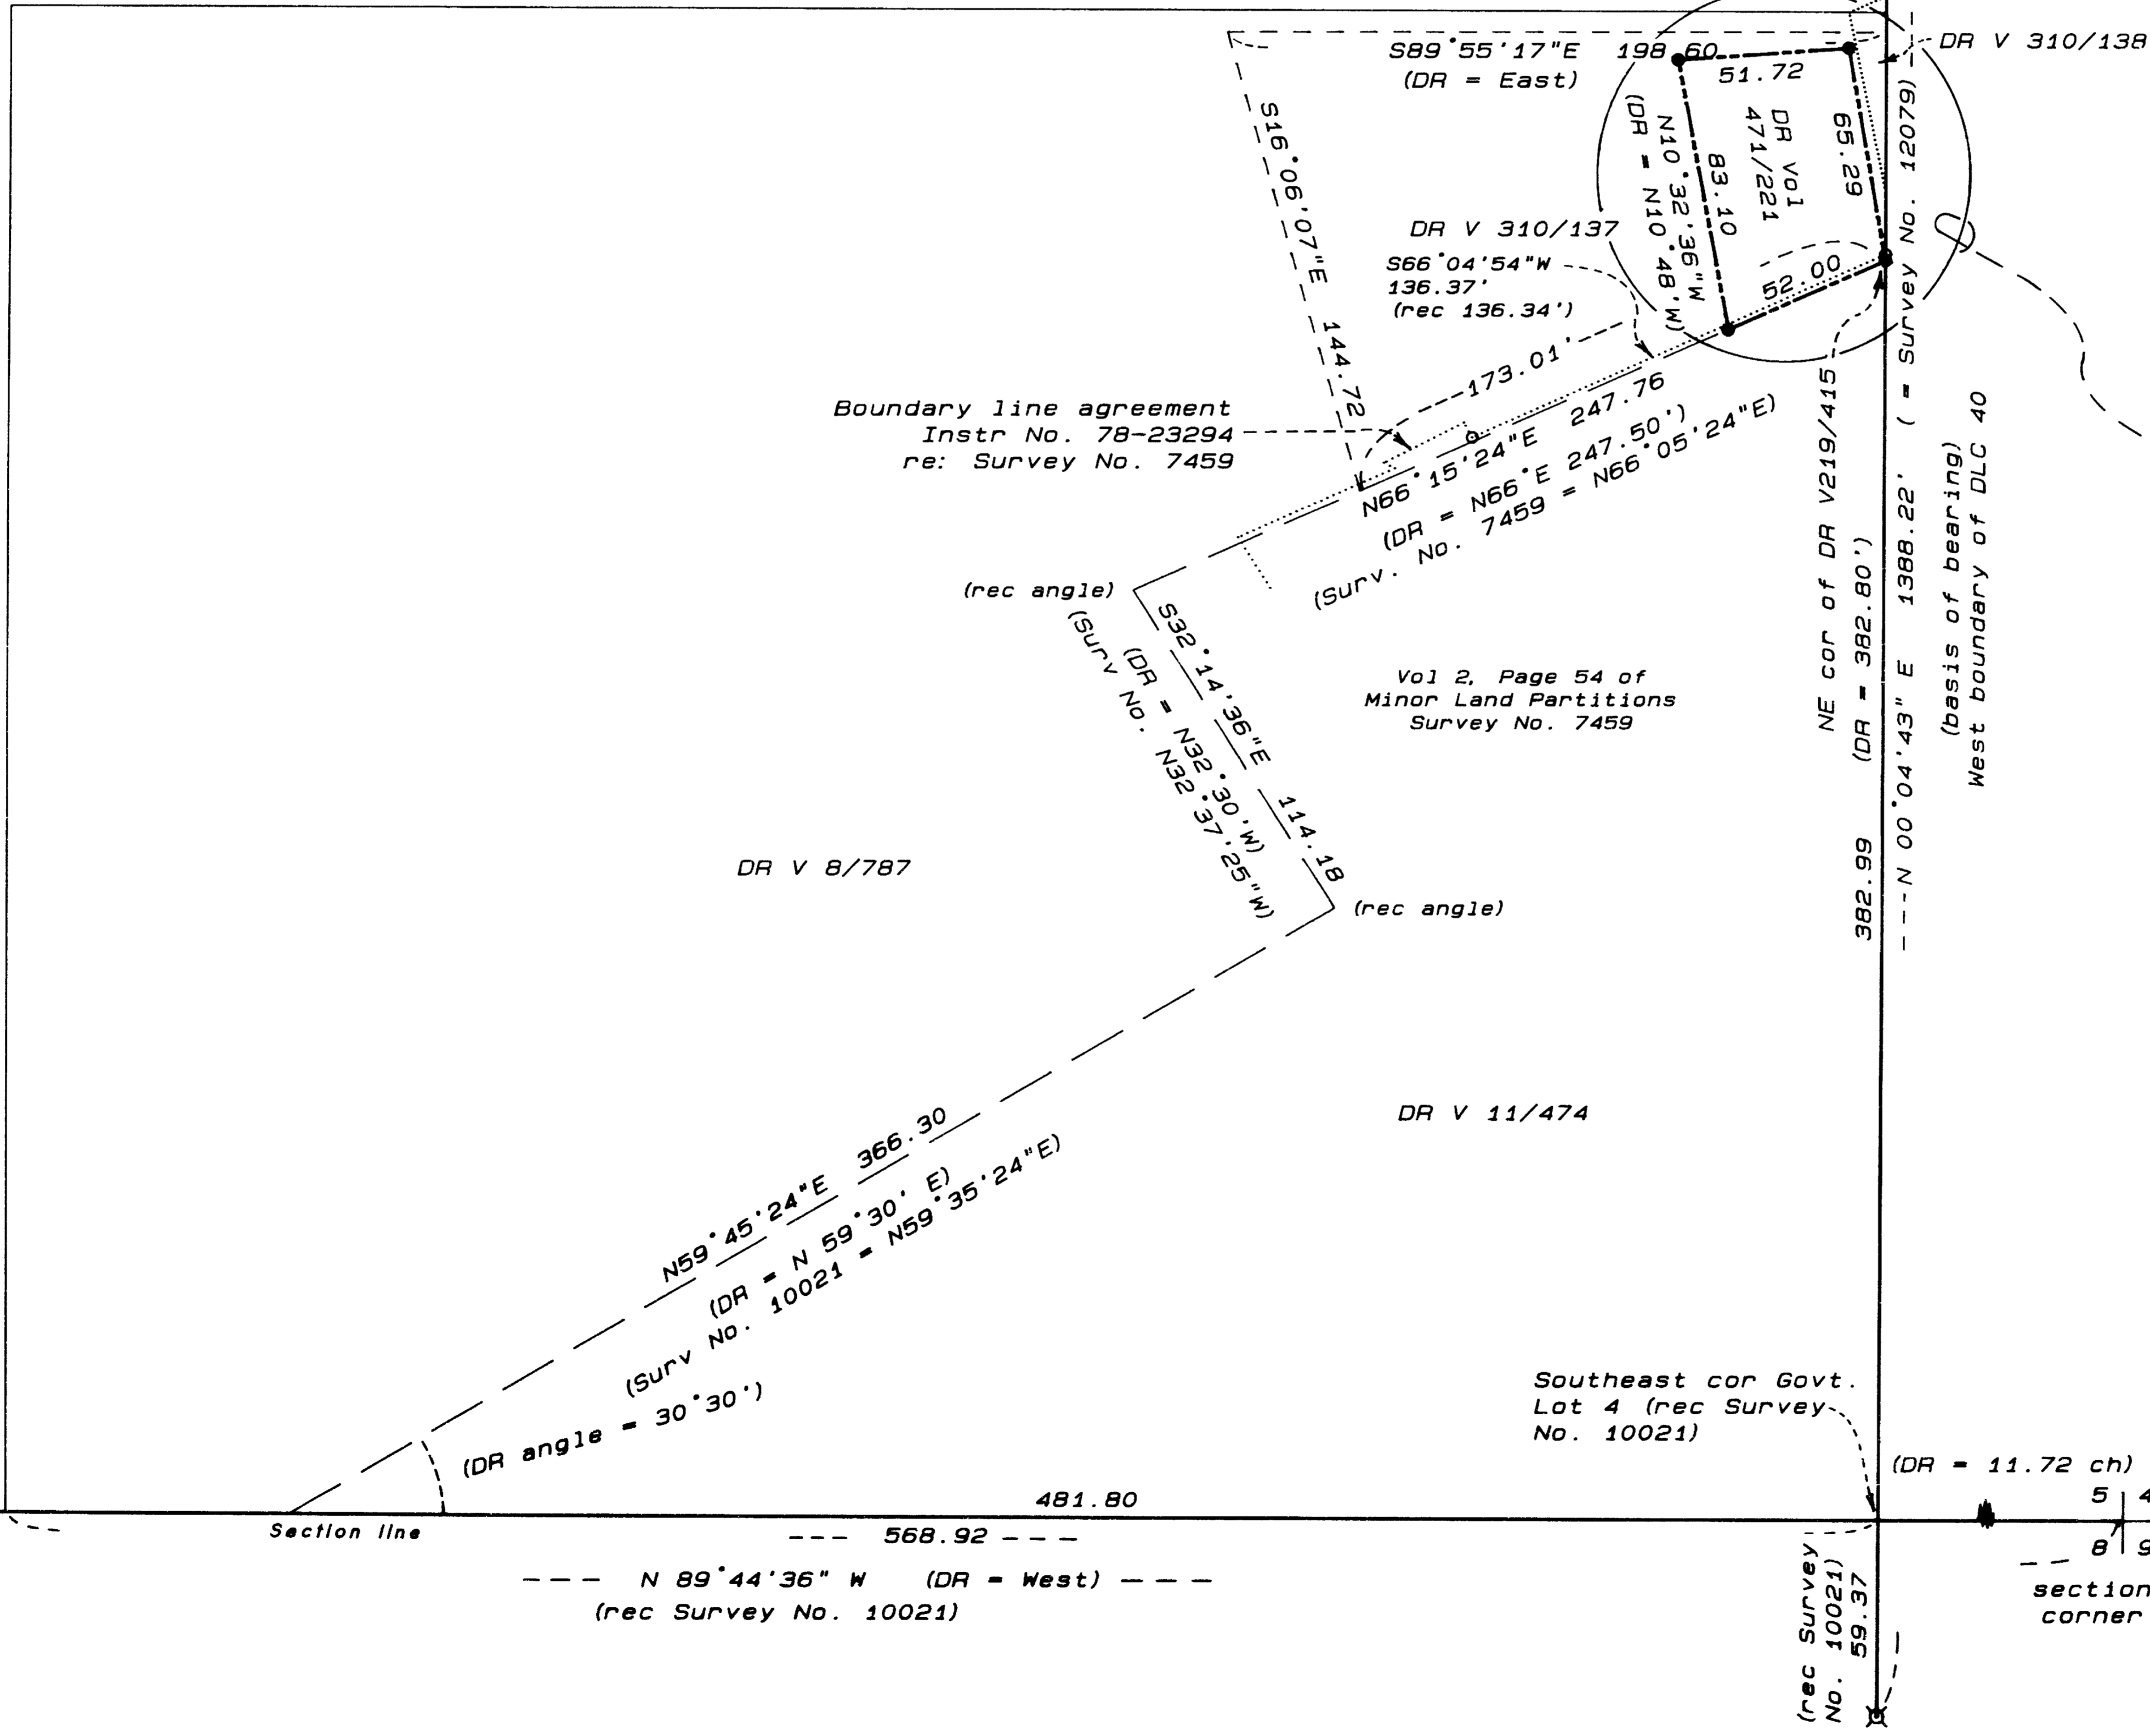 S89°55'17"E 198.60
(DR = East)
51.72
DR V 310/138
S16°06'07"E 144.72
(DR = N10°48'W)
N10°32'36"W
83.10
DR Vol
471/221
65.29
52.00
DR V 310/137
S66°04'54"W
136.37'
(rec 136.34')
173.01'
Boundary line agreement
Instr No. 78-23294
re: Survey No. 7459
N66°15'24"E 247.76
(DR = N66°E 247.50')
(Surv. No. 7459 = N66°05'24"E)
(rec angle)
S32°14'36"E 114.18
(DR = N32°30'W)
(Surv No. N32°37'25"W)
(rec angle)
Vol 2, Page 54 of
Minor Land Partitions
Survey No. 7459
NE cor of DR V219/415
382.99 (DR = 382.80')
---N 00°04'43" E 1388.22' ( = Survey No. 12079)
(basis of bearing)
West boundary of DLC 40
DR V 8/787
DR V 11/474
N59°45'24"E 366.30
(DR = N 59°30' E)
(Surv No. 10021 = N59°35'24"E)
(DR angle = 30°30')
Southeast cor Govt.
Lot 4 (rec Survey
No. 10021)
(DR = 11.72 ch)
5 4
8 9
section
corner
481.80
Section line
--- 568.92 ---
--- N 89°44'36" W (DR = West) ---
(rec Survey No. 10021)
(rec Survey
No. 10021)
59.37